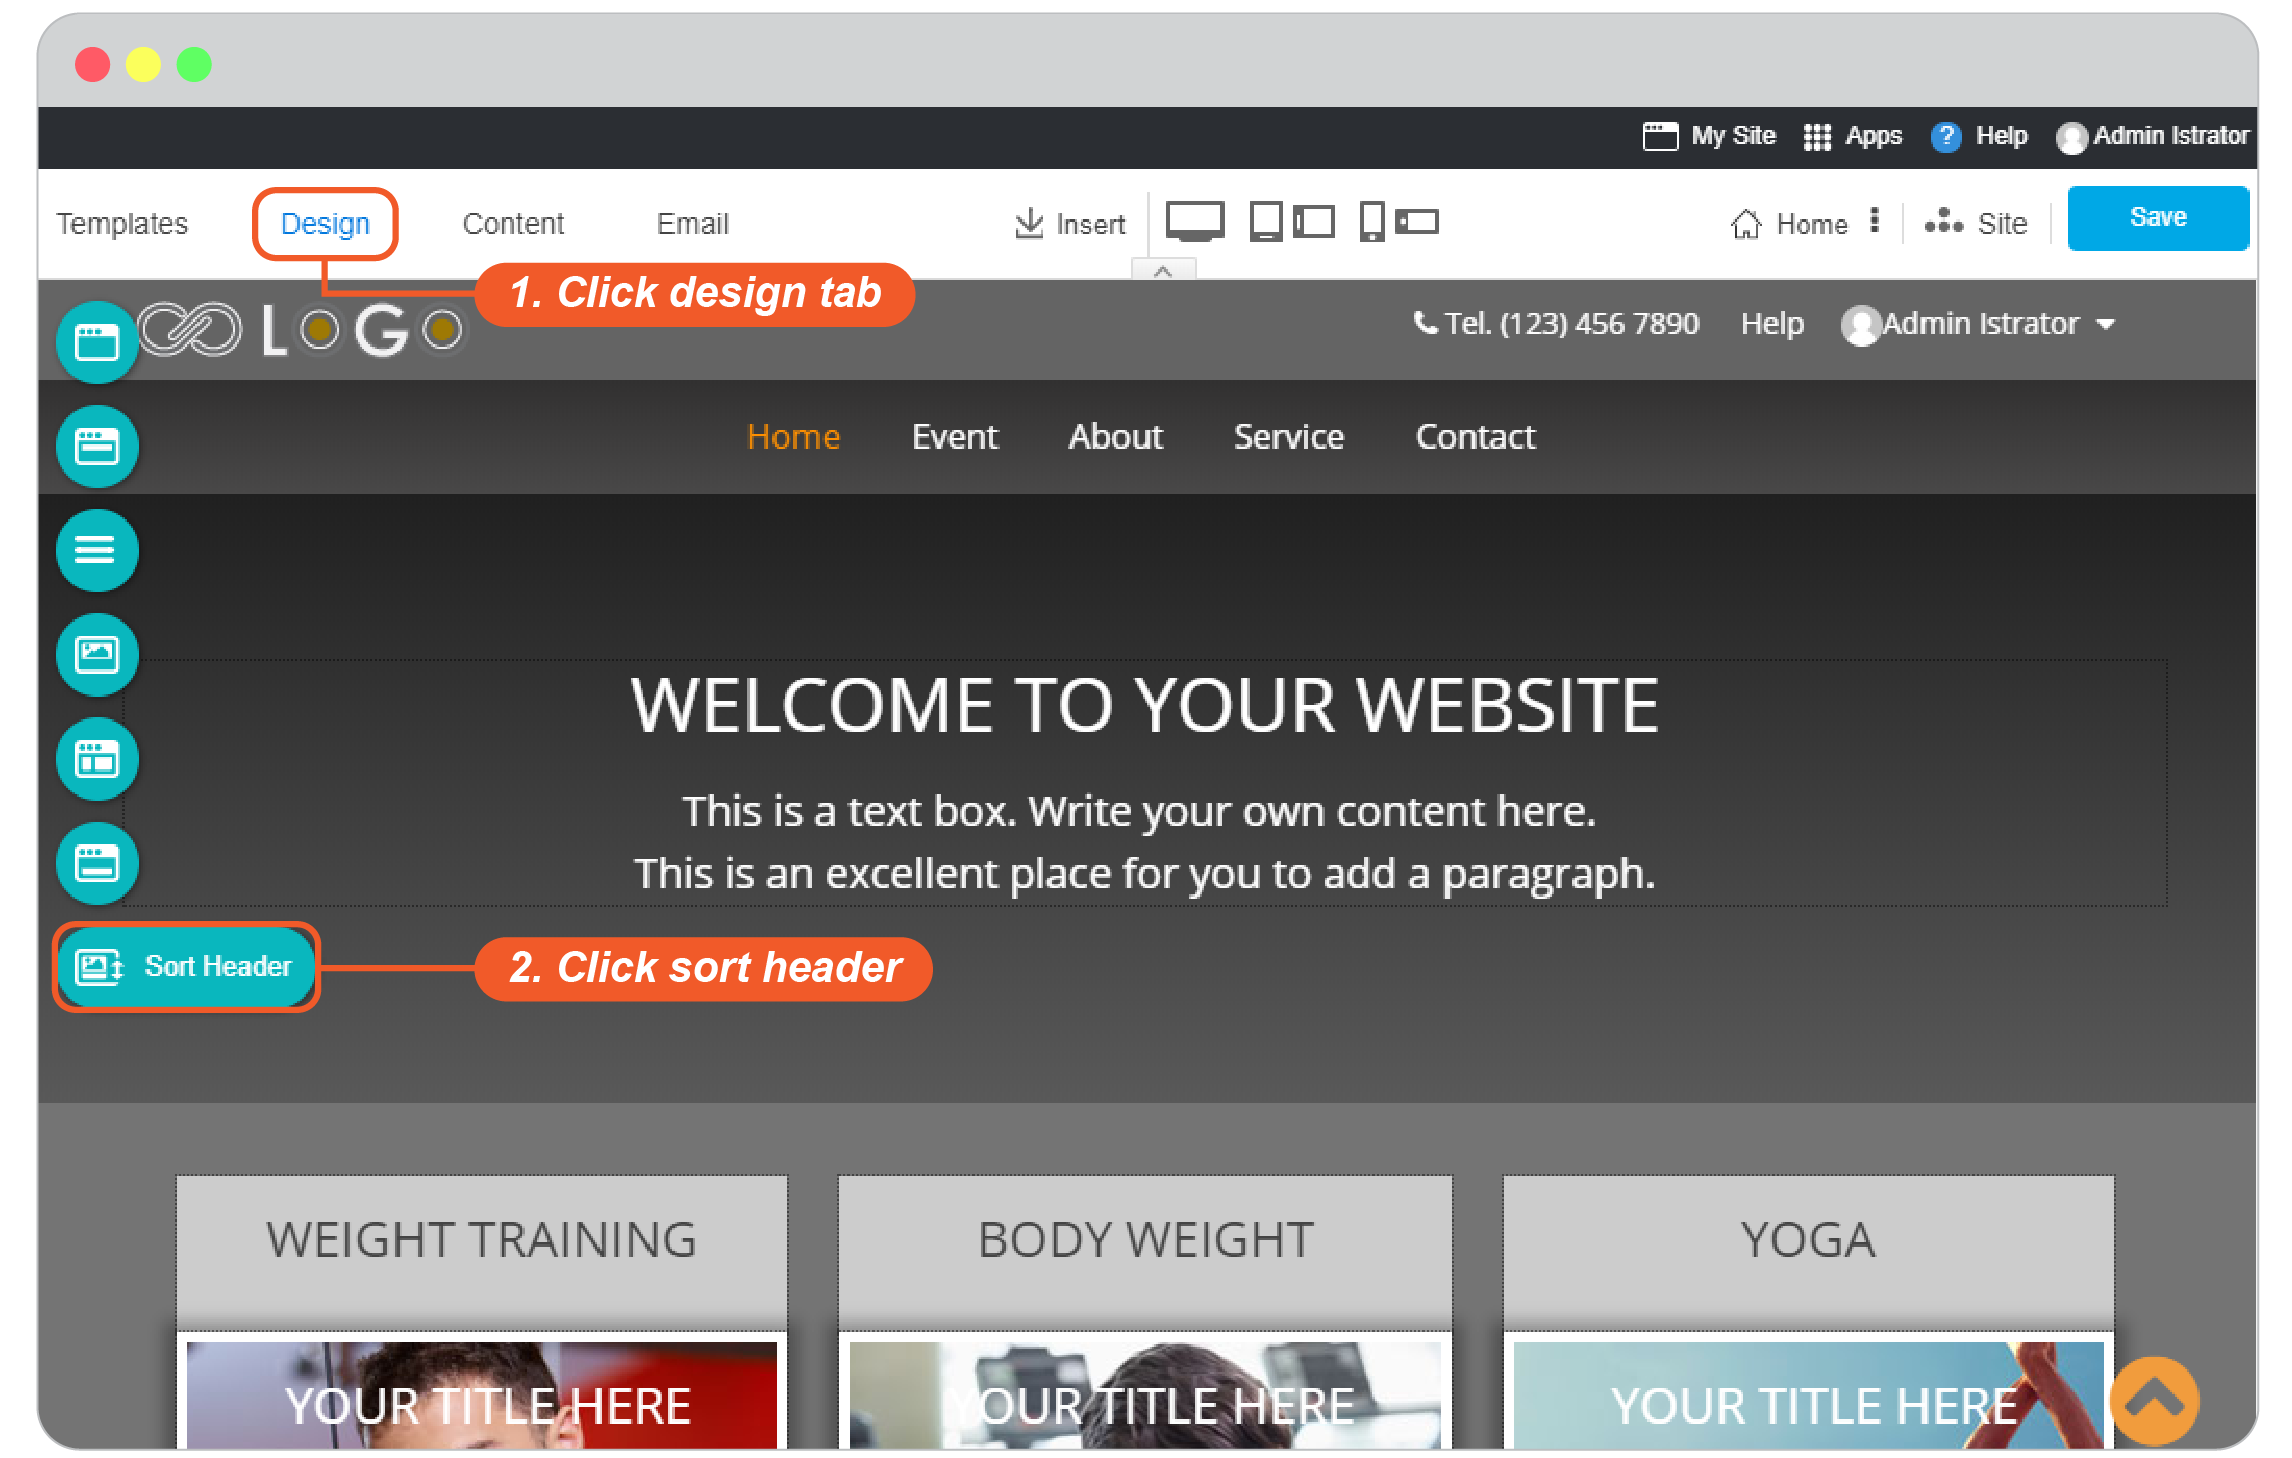 My Site Apps ? Help Admin Istrator
Templates Design Content Email Insert Home Site Save
1. Click design tab
LOGO Tel. (123) 456 7890 Help Admin Istrator
Home Event About Service Contact
WELCOME TO YOUR WEBSITE
This is a text box. Write your own content here.
This is an excellent place for you to add a paragraph.
Sort Header 2. Click sort header
WEIGHT TRAINING BODY WEIGHT YOGA
YOUR TITLE HERE YOUR TITLE HERE YOUR TITLE HERE